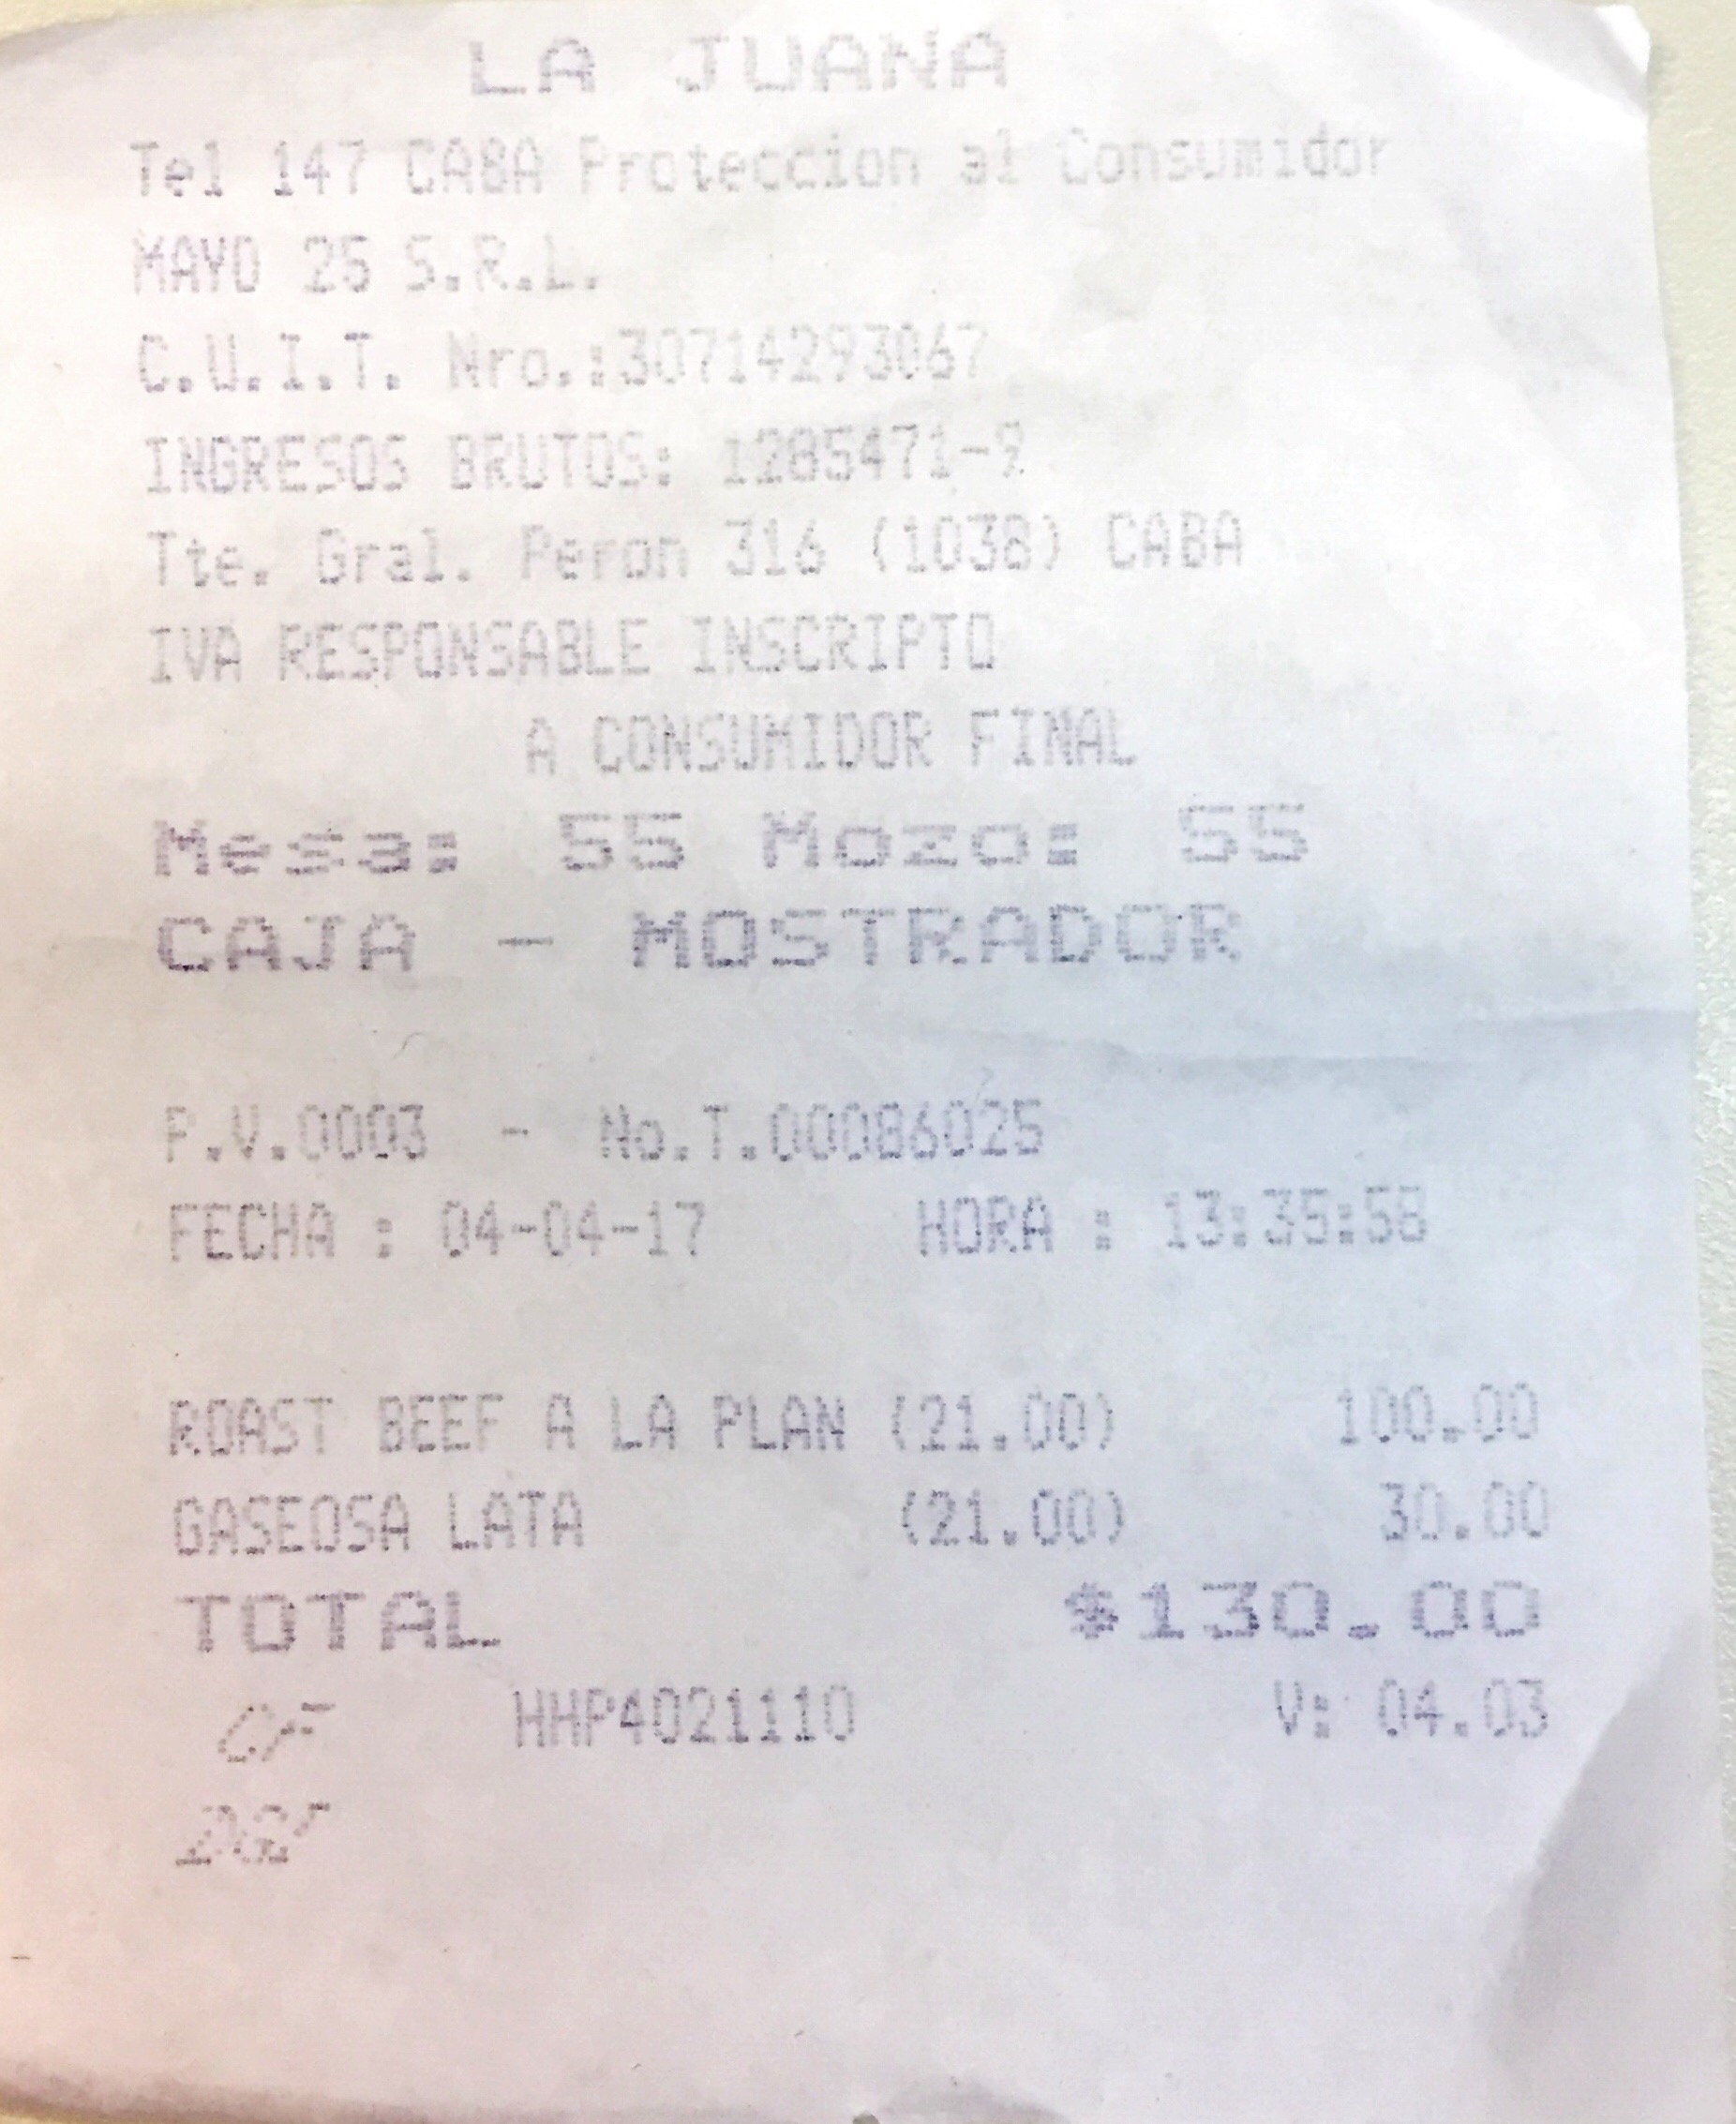 LA JUANA
Tel 147 CABA Proteccion al Consumidor
MAYO 25 S.R.L.
C.U.I.T. Nro.:30714293067
INGRESOS BRUTOS: 1285471-9
Tte. Gral. Peron 316 (1038) CABA
IVA RESPONSABLE INSCRIPTO
A CONSUMIDOR FINAL
Mesa: 55 Mozo: 55
CAJA - MOSTRADOR
P.V.0003 - No.T.00086025
FECHA : 04-04-17 HORA : 13:35:58
ROAST BEEF A LA PLAN (21.00) 100.00
GASEOSA LATA (21.00) 30.00
TOTAL $130.00
CF HHP4021110 V: 04.03